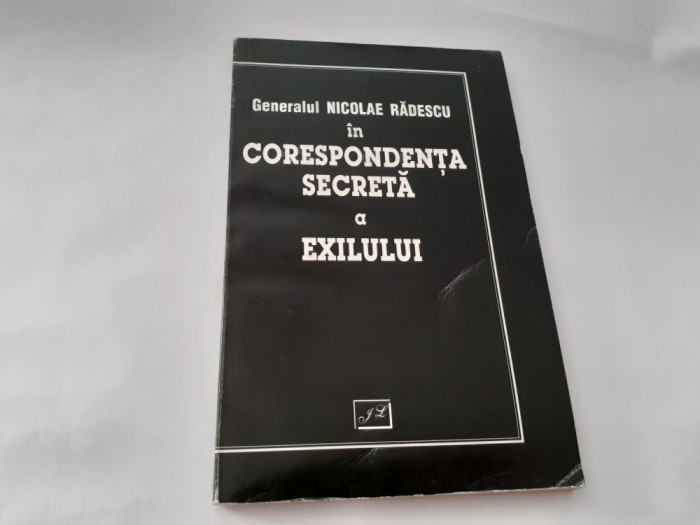 Generalul NICOLAE RĂDESCU
în
CORESPONDENȚA
SECRETĂ
a
EXILULUI
JL